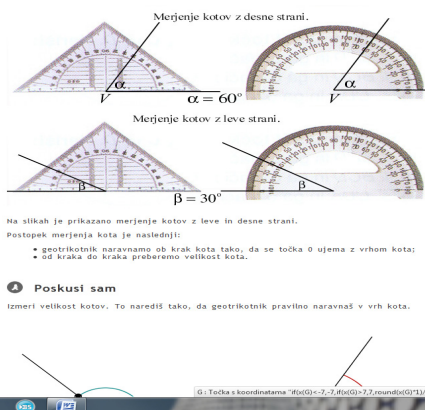 Merjenje kotov z desne strani.
α
α
V
α = 60°
V
Merjenje kotov z leve strani.
β
β
β = 30°
Na slikah je prikazano merjenje kotov z leve in desne strani.
Postopek merjenja kota je naslednji:
• geotrikotnik naravnamo ob krak kota tako, da se točka 0 ujema z vrhom kota;
• od kraka do kraka preberemo velikost kota.
Poskusi sam
Izmeri velikost kotov. To narediš tako, da geotrikotnik pravilno naravnaš v vrh kota.
G : Točka s koordinatama "if(x(G)<-7,-7,if(x(G)>7,7,round(x(G)*1)/